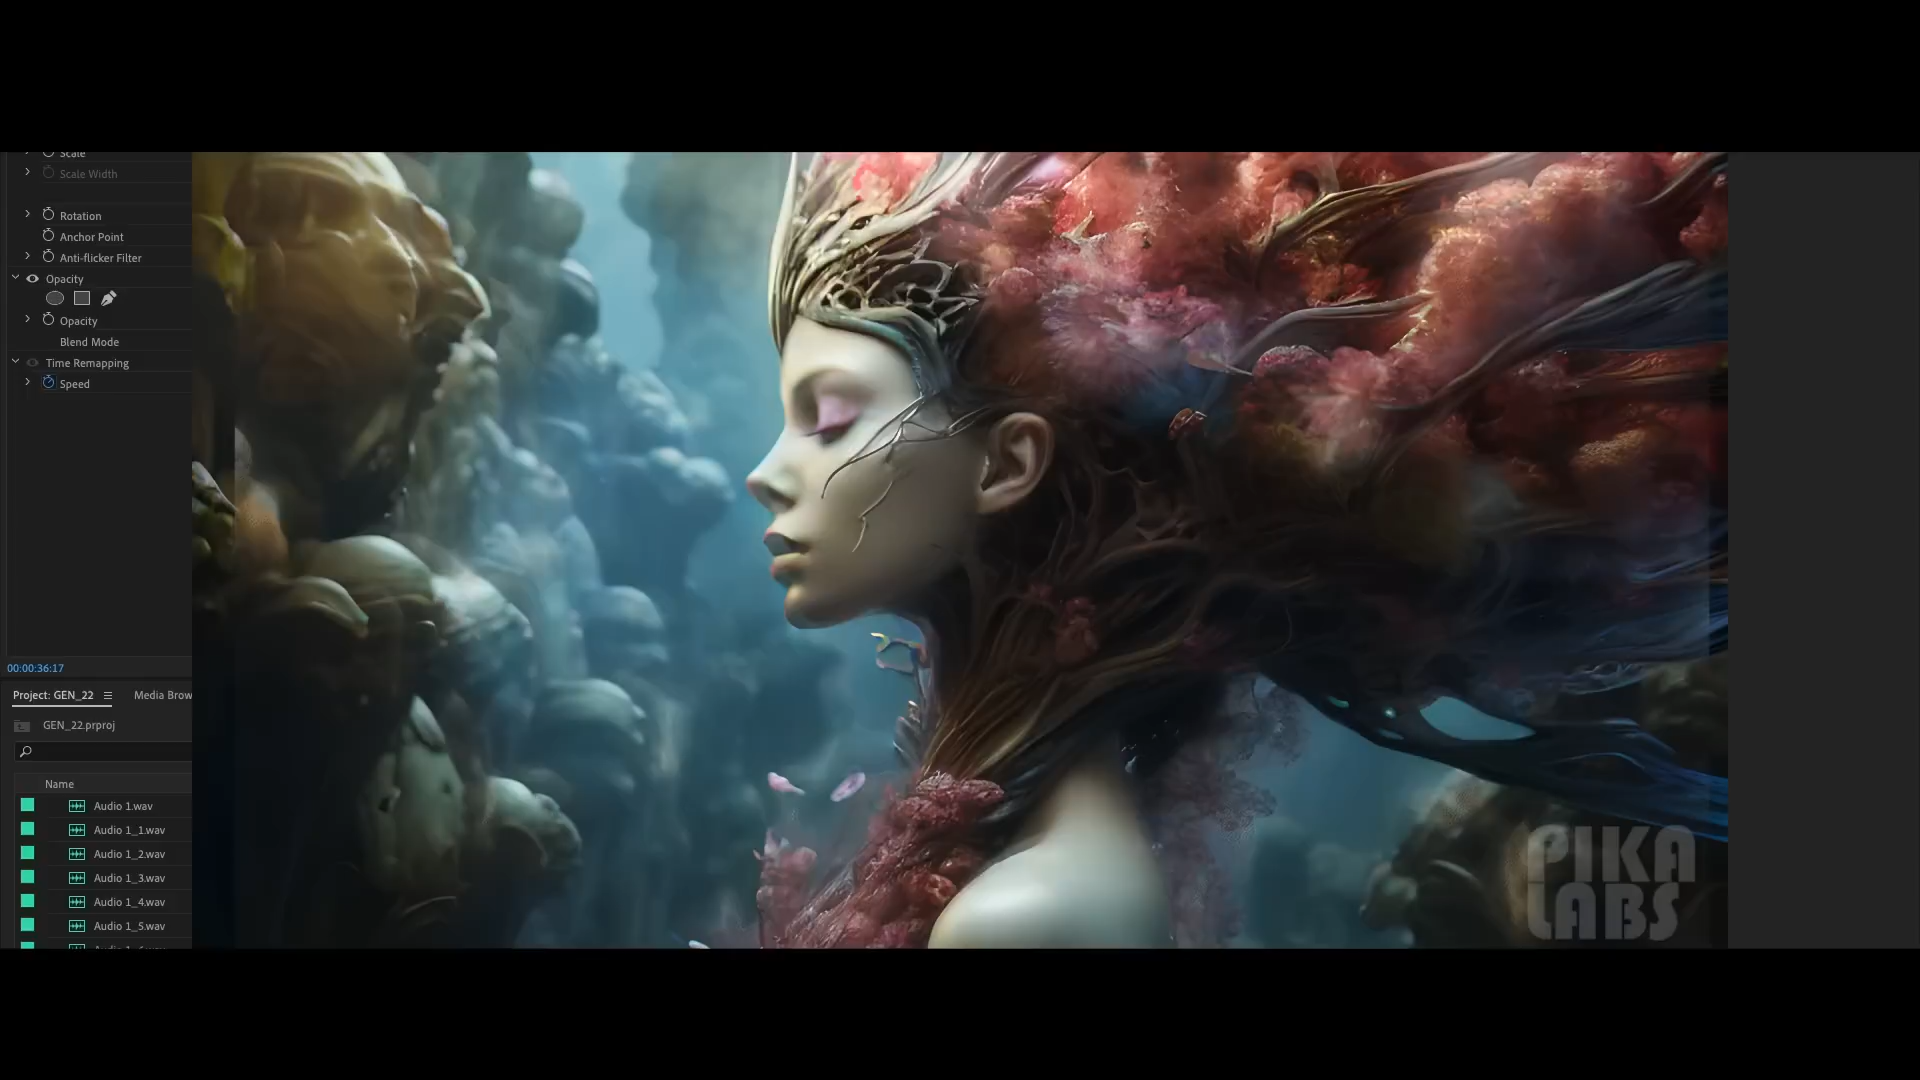 Scale
Scale Width
Rotation
Anchor Point
Anti-flicker Filter
Opacity
Opacity
Blend Mode
Time Remapping
Speed
00:00:36:17
Project: GEN_22
Media Brow
GEN_22.prproj
Name
Audio 1.wav
Audio 1_1.wav
Audio 1_2.wav
Audio 1_3.wav
Audio 1_4.wav
Audio 1_5.wav
PIKA
LABS